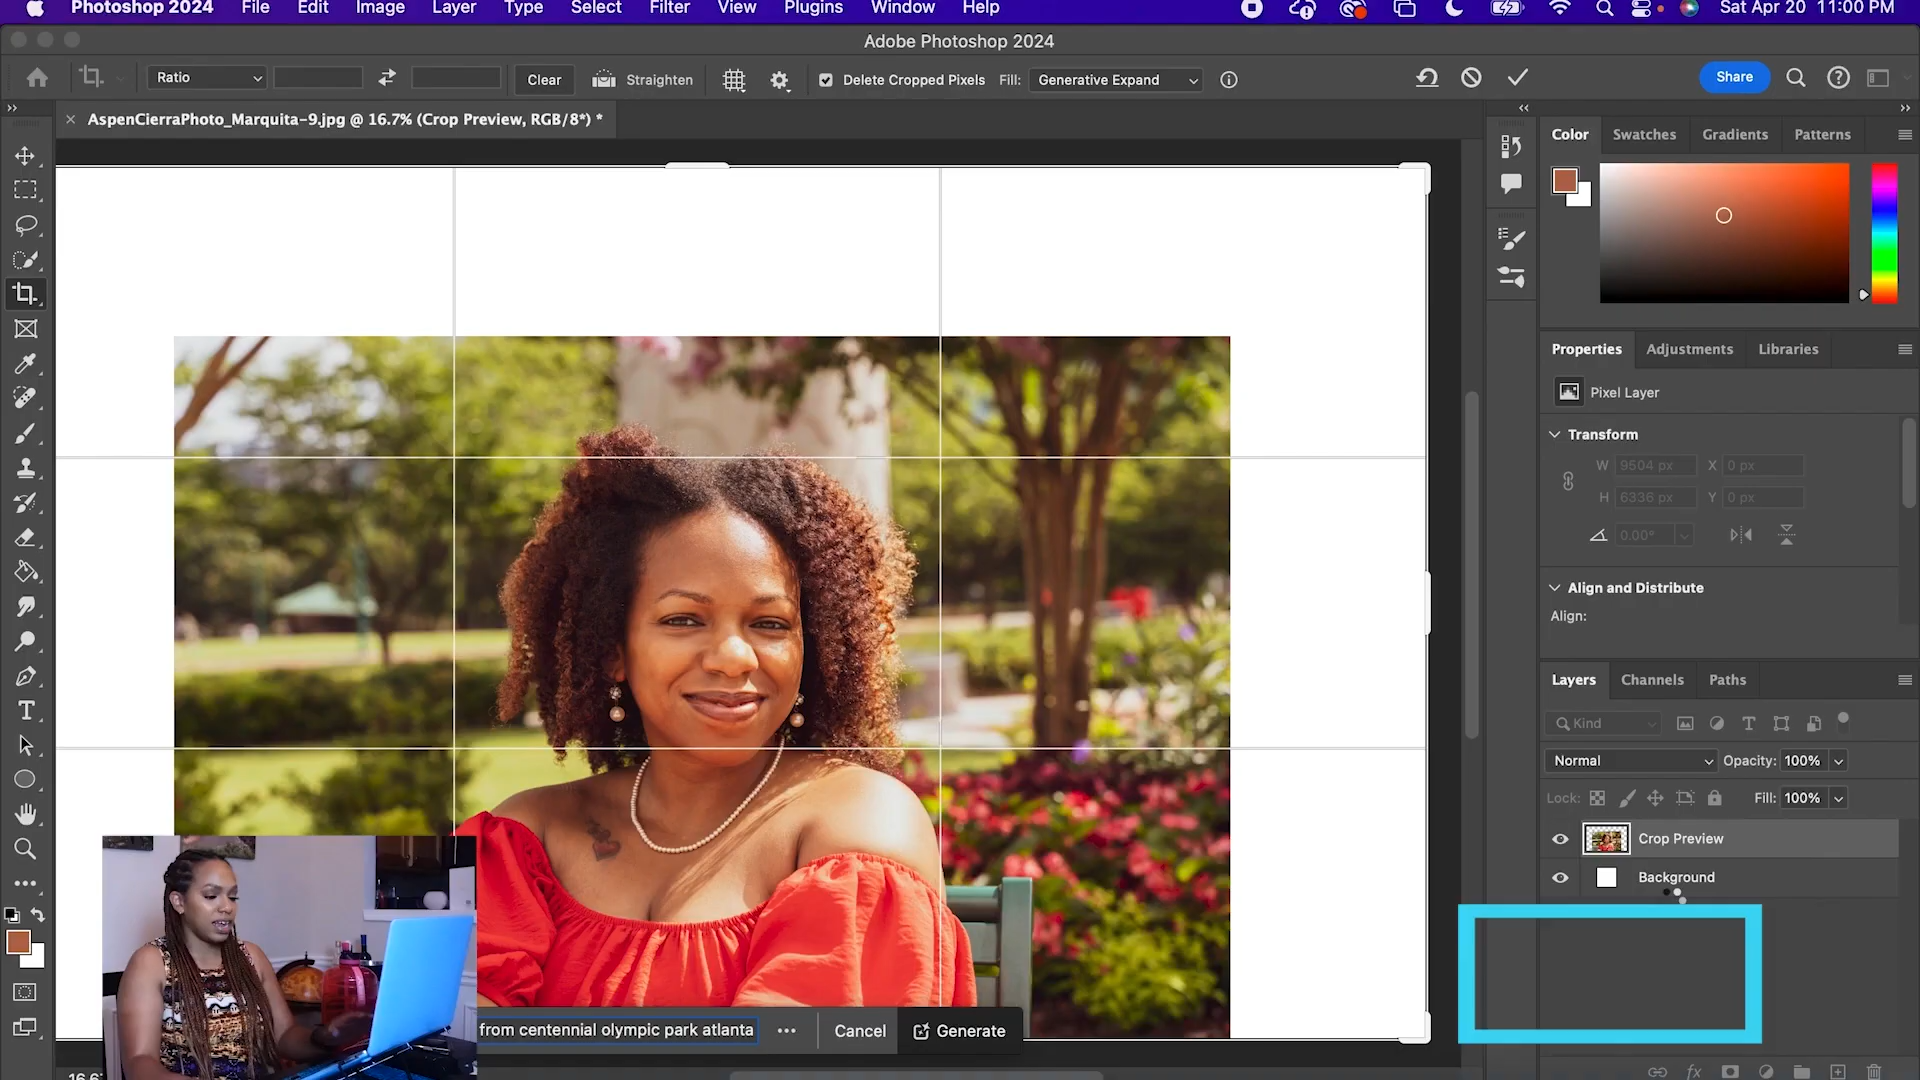 Photoshop 2024 File Edit Image Layer Type Select Filter View Plugins Window Help Sat Apr 20 11:00 PM
Adobe Photoshop 2024
Ratio Clear Straighten Delete Cropped Pixels Fill: Generative Expand Share
AspenCierraPhoto_Marquita-9.jpg @ 16.7% (Crop Preview, RGB/8*) *
Color Swatches Gradients Patterns
Properties Adjustments Libraries
Pixel Layer
Transform
W 9504 px X 0 px
H 6336 px Y 0 px
0.00°
Align and Distribute
Align:
Layers Channels Paths
Kind
Normal Opacity: 100%
Lock: Fill: 100%
Crop Preview
Background
from centennial olympic park atlanta ... Cancel Generate
fx